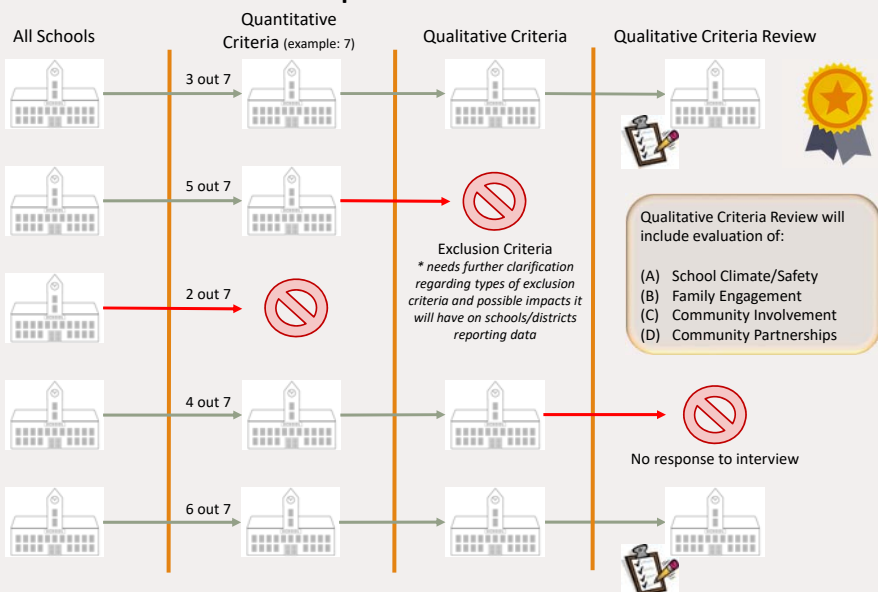 All Schools
Quantitative
Criteria (example: 7)
Qualitative Criteria
Qualitative Criteria Review
3 out 7
5 out 7
Exclusion Criteria
* needs further clarification
regarding types of exclusion
criteria and possible impacts it
will have on schools/districts
reporting data
Qualitative Criteria Review will
include evaluation of:
(A) School Climate/Safety
(B) Family Engagement
(C) Community Involvement
(D) Community Partnerships
2 out 7
4 out 7
No response to interview
6 out 7